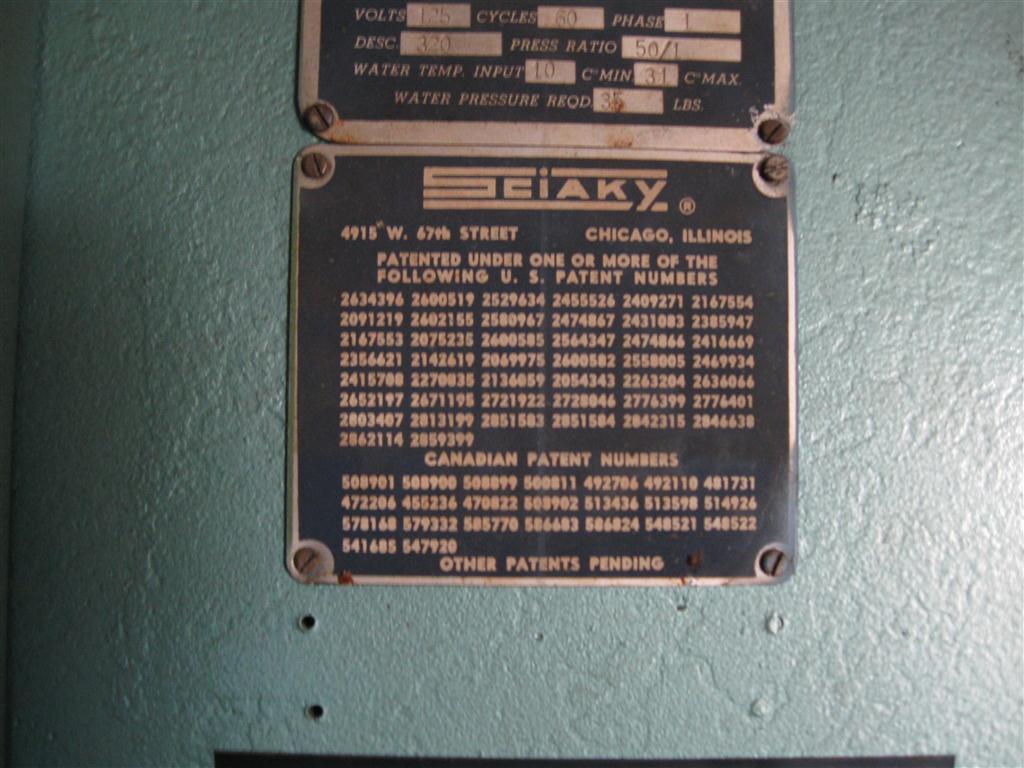 VOLTS 125 CYCLES 60 PHASE 1
DESC. 320 PRESS RATIO 50/1
WATER TEMP. INPUT 10 C° MIN. 31 C° MAX.
WATER PRESSURE REQD. 35 LBS.
SCIAKY ®
4915 W. 67th STREET CHICAGO, ILLINOIS
PATENTED UNDER ONE OR MORE OF THE
FOLLOWING U. S. PATENT NUMBERS
2634396 2600519 2529634 2455526 2409271 2167554
2091219 2602155 2580967 2474867 2431083 2385947
2167553 2075235 2600585 2564347 2474866 2416669
2356621 2142619 2069975 2600582 2558005 2469934
2415708 2270835 2136059 2054343 2263204 2636066
2652197 2671195 2721922 2728046 2776399 2776401
2803407 2813199 2851583 2851584 2842315 2846638
2862114 2859399
CANADIAN PATENT NUMBERS
508901 508900 508899 500811 492706 492110 481731
472206 455236 470822 508902 513436 513598 514926
578168 579332 585770 586683 586824 548521 548522
541685 547920
OTHER PATENTS PENDING